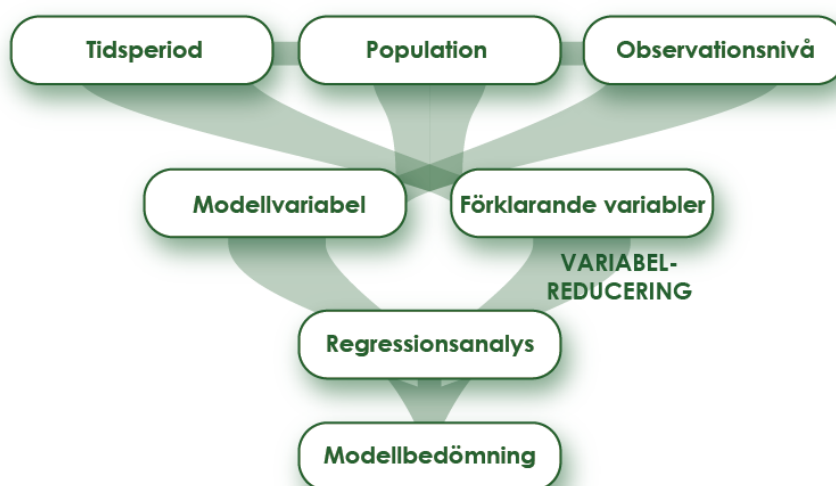 Tidsperiod
Population
Observationsnivå
Modellvariabel
Förklarande variabler
VARIABEL-
REDUCERING
Regressionsanalys
Modellbedömning